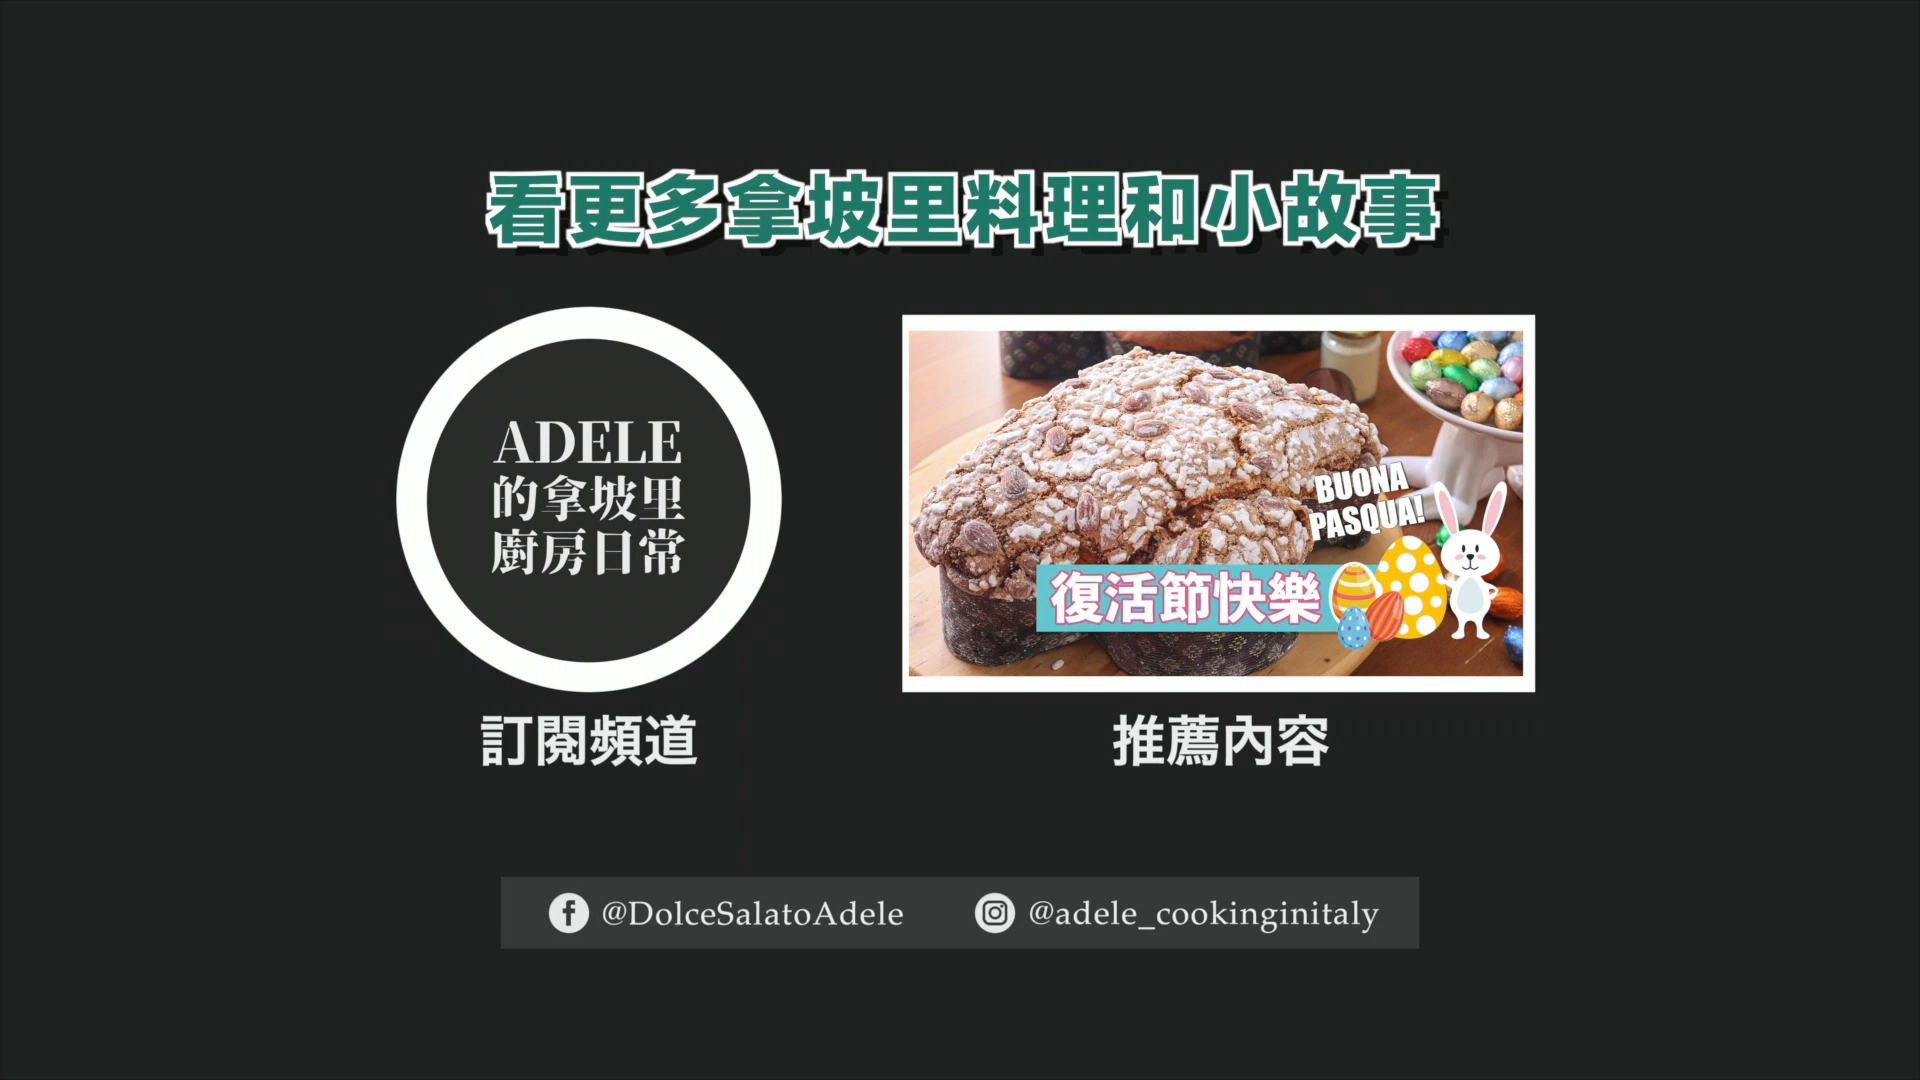 看更多拿坡里料理和小故事
ADELE
的拿坡里
廚房日常
BUONA
PASQUA!
復活節快樂
訂閱頻道
推薦內容
@DolceSalatoAdele
@adele_cookinginitaly